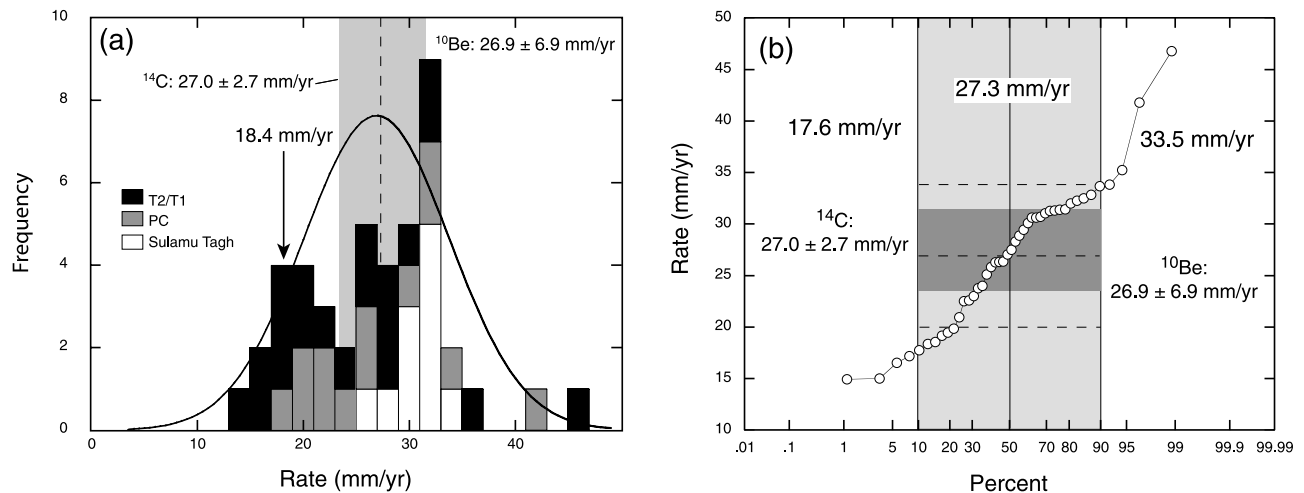 (a)
10
8
6
4
2
0
Frequency
¹⁰Be: 26.9 ± 6.9 mm/yr
¹⁴C: 27.0 ± 2.7 mm/yr
18.4 mm/yr
T2/T1
PC
Sulamu Tagh
0 10 20 30 40
Rate (mm/yr)
(b)
50
45
40
35
30
25
20
15
10
Rate (mm/yr)
27.3 mm/yr
17.6 mm/yr
33.5 mm/yr
¹⁴C:
27.0 ± 2.7 mm/yr
¹⁰Be:
26.9 ± 6.9 mm/yr
.01 .1 1 5 10 20 30 50 70 80 90 95 99 99.9 99.99
Percent